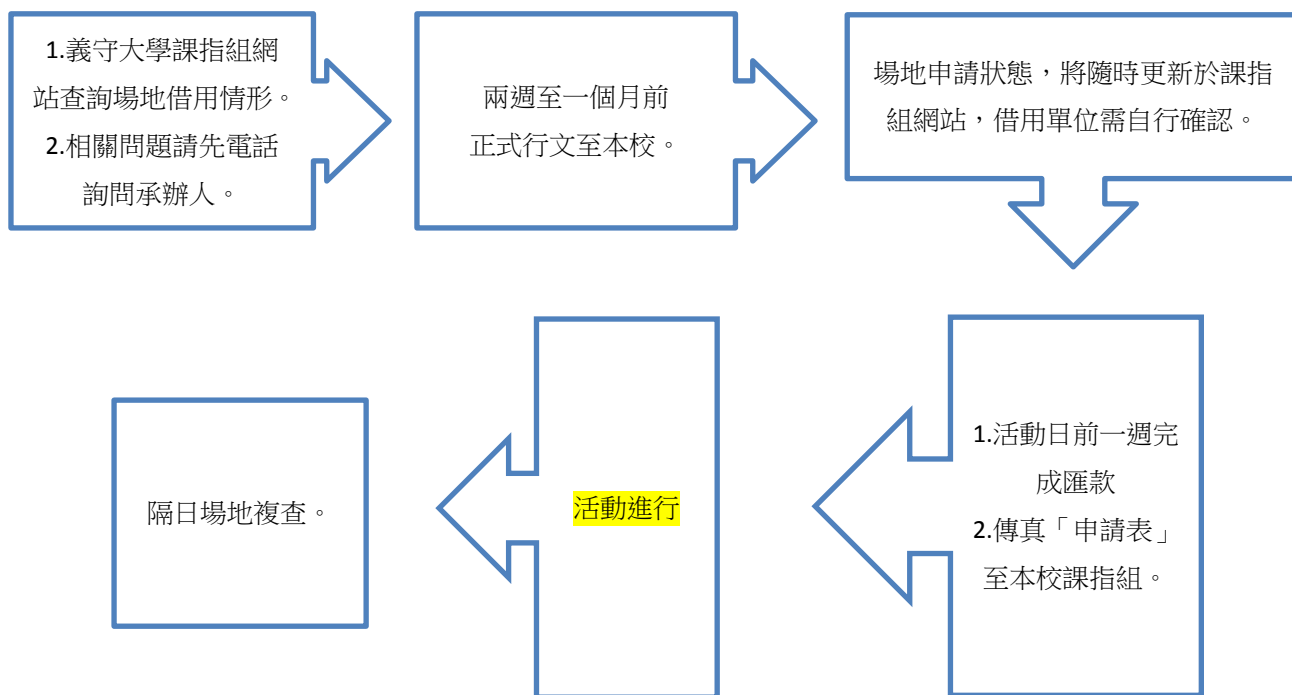 1.義守大學課指組網
站查詢場地借用情形。
2.相關問題請先電話
詢問承辦人。
兩週至一個月前
正式行文至本校。
場地申請狀態，將隨時更新於課指
組網站，借用單位需自行確認。
1.活動日前一週完
成匯款
2.傳真「申請表」
至本校課指組。
活動進行
隔日場地複查。